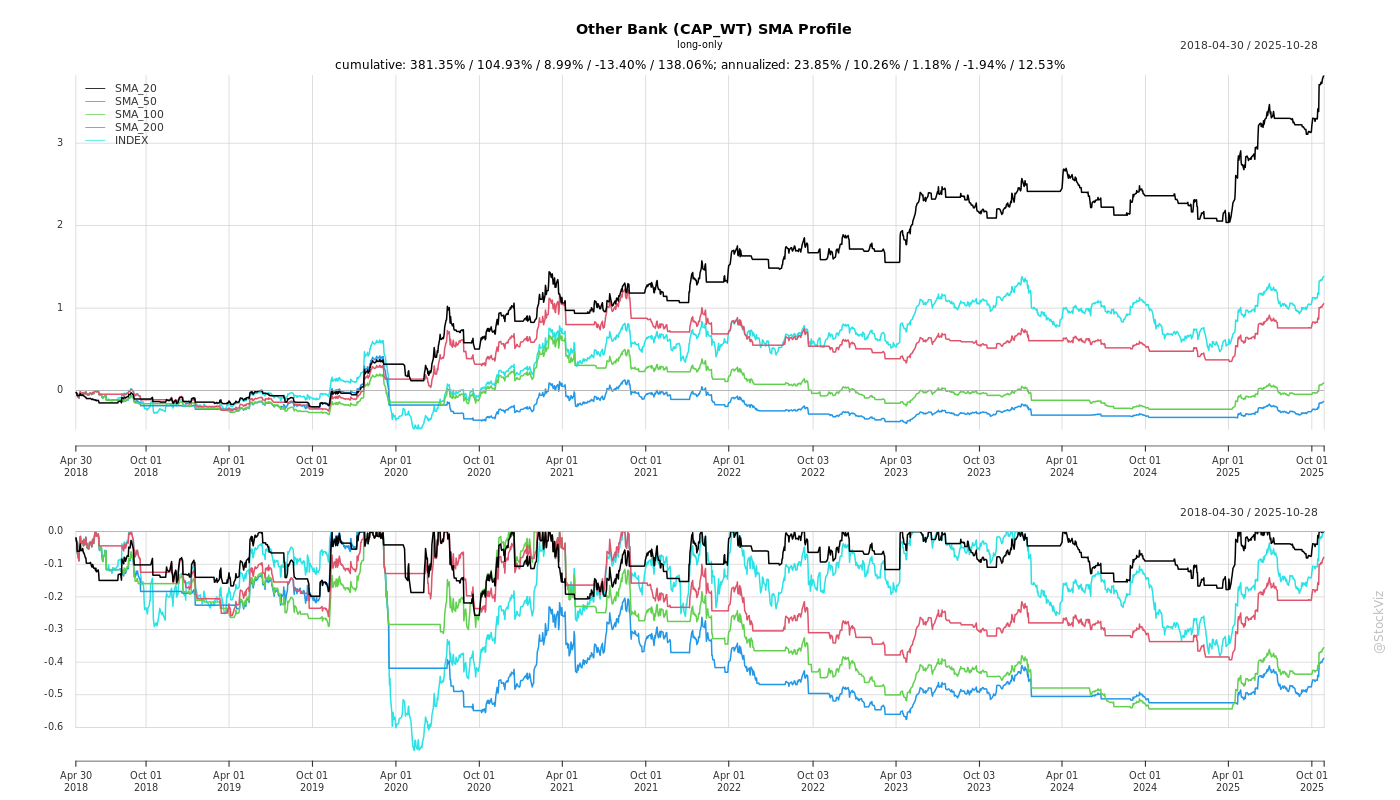 Other Bank (CAP_WT) SMA Profile
long-only
2018-04-30 / 2025-10-28
cumulative: 381.35% / 104.93% / 8.99% / -13.40% / 138.06%; annualized: 23.85% / 10.26% / 1.18% / -1.94% / 12.53%
SMA_20
SMA_50
SMA_100
SMA_200
INDEX
3
2
1
0
Apr 30 Oct 01 Apr 01 Oct 01 Apr 01 Oct 01 Apr 01 Oct 01 Apr 01 Oct 03 Apr 03 Oct 03 Apr 01 Oct 01 Apr 01 Oct 01
2018 2018 2019 2019 2020 2020 2021 2021 2022 2022 2023 2023 2024 2024 2025 2025
2018-04-30 / 2025-10-28
0.0
-0.1
-0.2
-0.3
-0.4
-0.5
-0.6
Apr 30 Oct 01 Apr 01 Oct 01 Apr 01 Oct 01 Apr 01 Oct 01 Apr 01 Oct 03 Apr 03 Oct 03 Apr 01 Oct 01 Apr 01 Oct 01
2018 2018 2019 2019 2020 2020 2021 2021 2022 2022 2023 2023 2024 2024 2025 2025
@StockViz